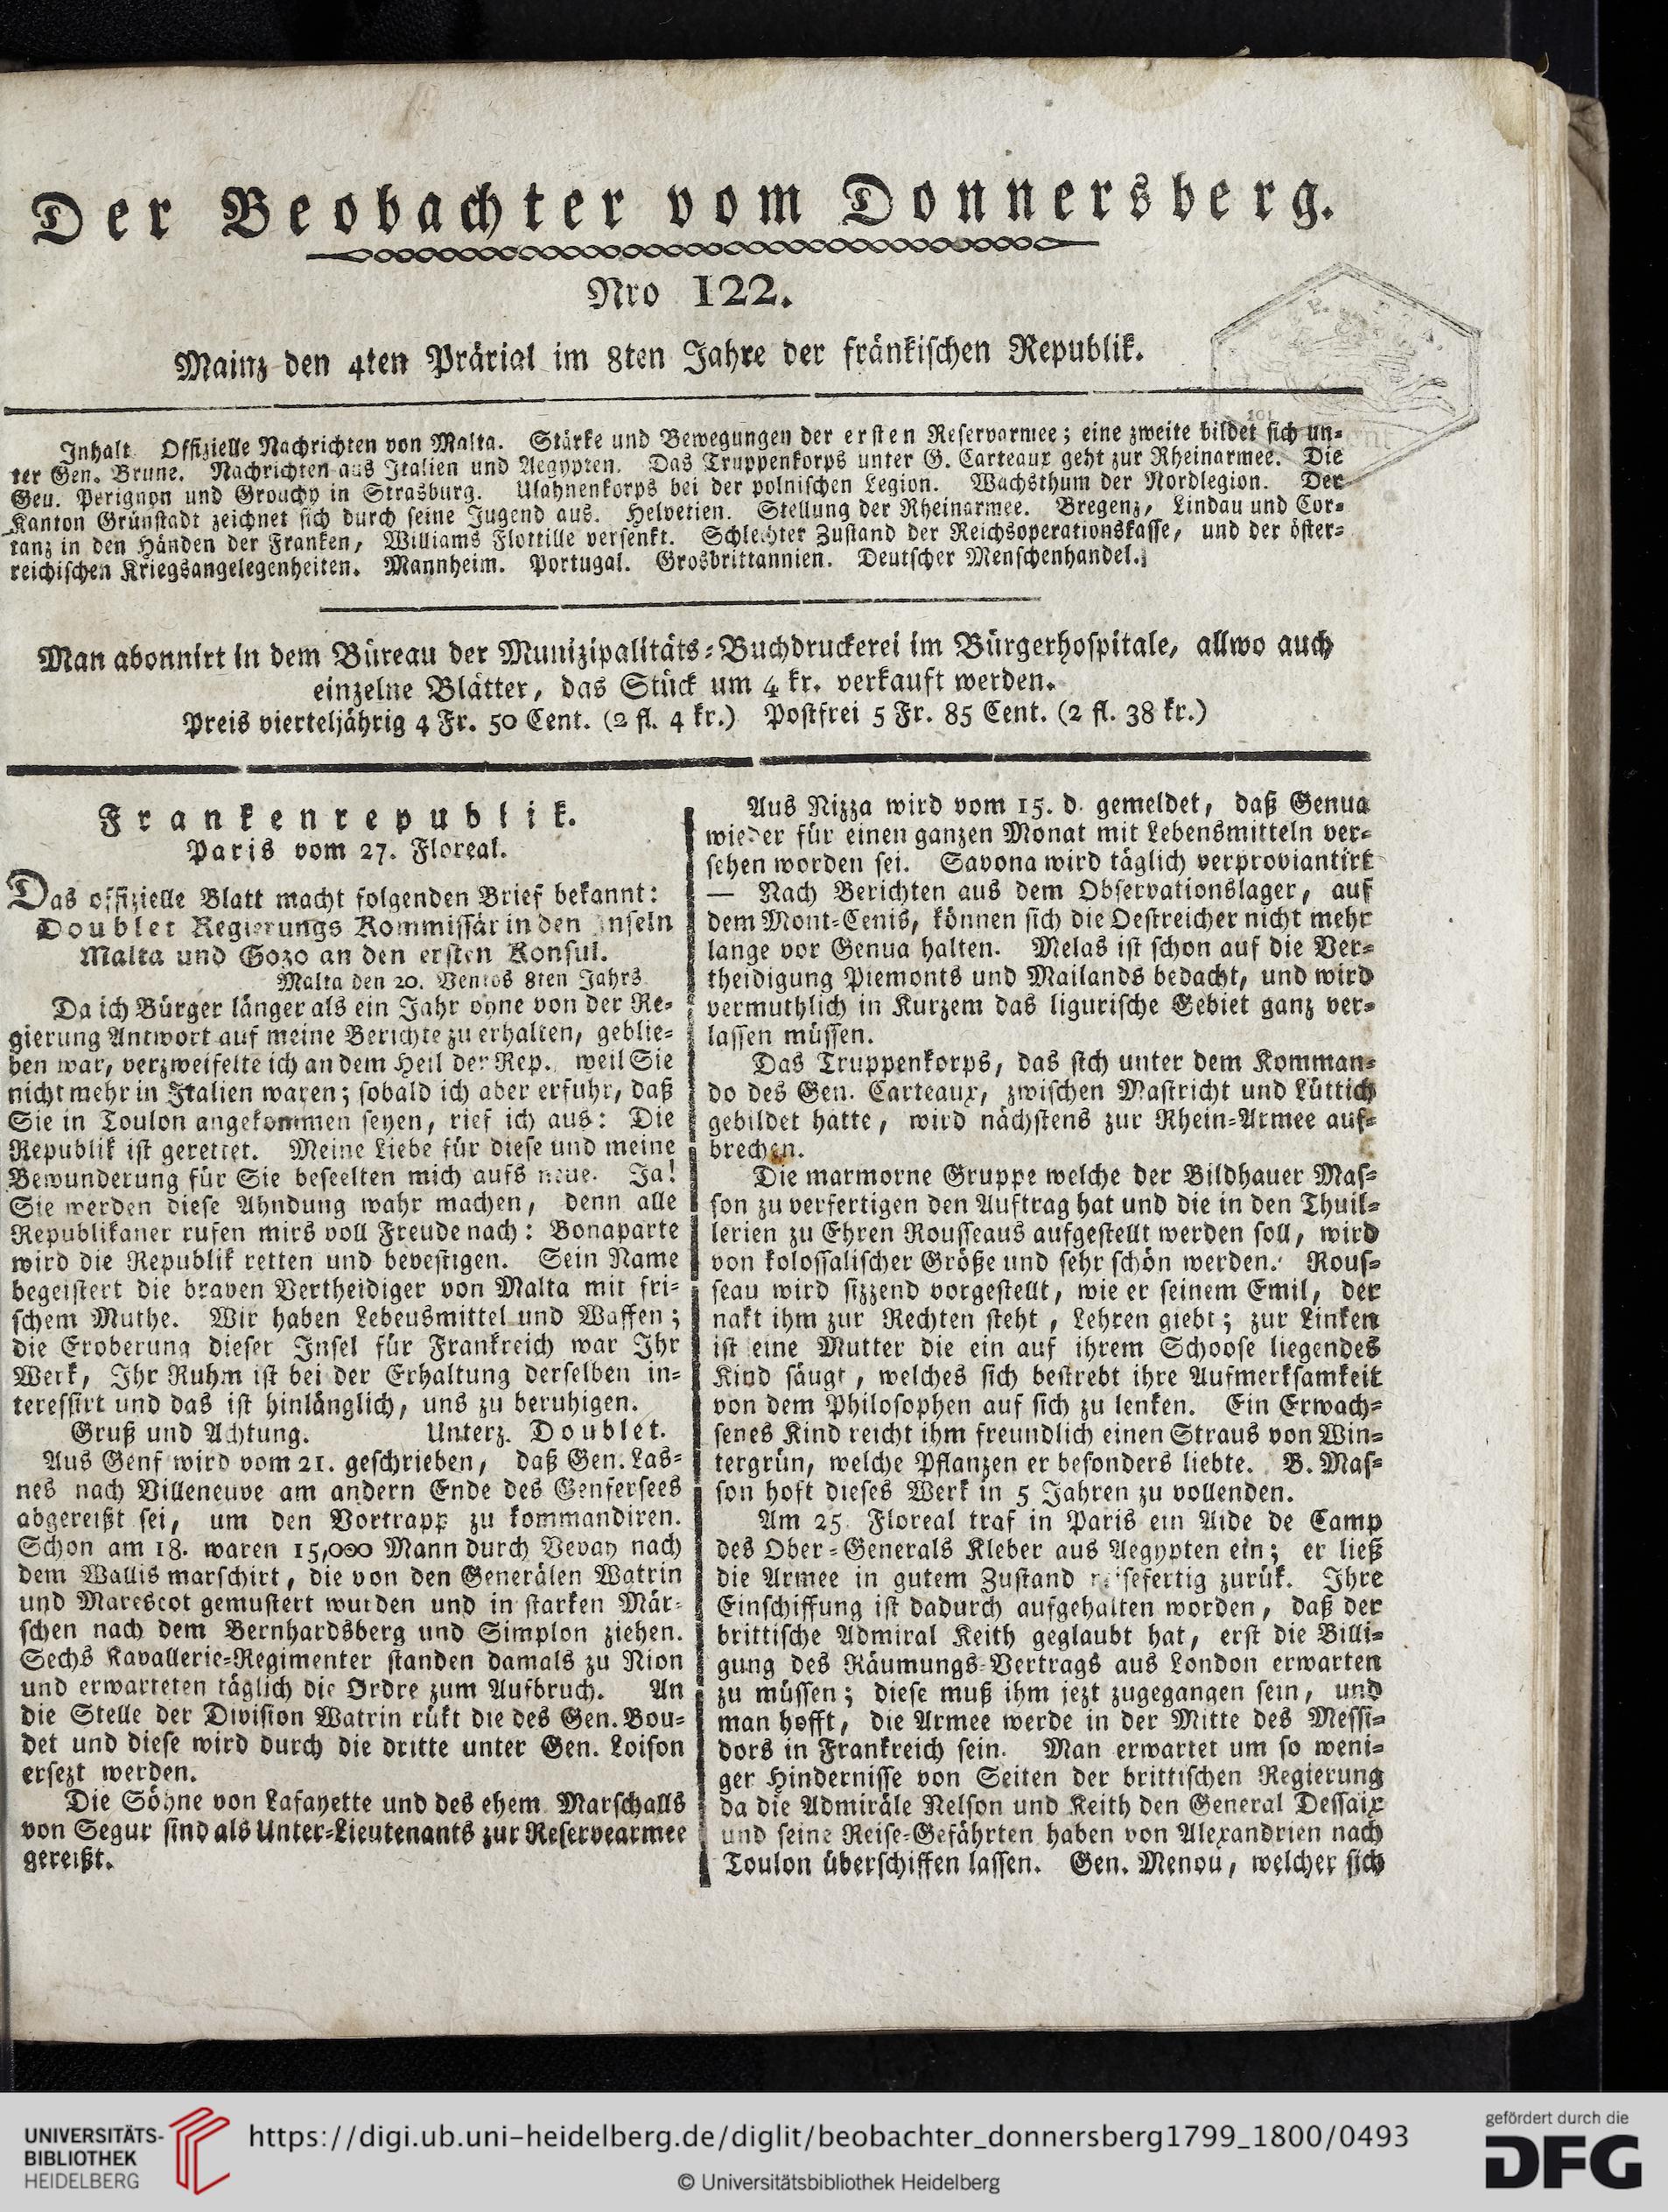 Der Beobachter vom Donnersberg.
Nro 122.
Mainz den 4ten Prärial im 8ten Jahre der fränkischen Republik.
Inhalt Offizielle Nachrichten von Malta. Stärke und Bewegungen der ersten Reservarmee; eine zweite bildet sich un-
ter Gen. Brune. Nachrichten aus Italien und Aegypten. Das Truppenkorps unter G. Carteaux geht zur Rheinarmee. Die
Geu. Perignon und Grouchy in Strasburg. Ulahnenkorps bei der polnischen Legion. Wachsthum der Nordlegion. Der
Kanton Grünstadt zeichnet sich durch seine Jugend aus. Helvetien. Stellung der Rheinarmee. Bregenz, Lindau und Cor-
tanz in den Händen der Franken, Williams Flottille versenkt. Schlechter Zustand der Reichsoperationskasse, und der öster-
reichischen Kriegsangelegenheiten. Mannheim. Portugal. Grosbrittannien. Deutscher Menschenhandel.
Man abonnirt in dem Büreau der Munizipalitäts-Buchdruckerei im Bürgerhospitale, allwo auch
einzelne Blätter, das Stück um 4 kr. verkauft werden.
Preis vierteljährig 4 Fr. 50 Cent. (2 fl. 4 kr.) Postfrei 5 Fr. 85 Cent. (2 fl. 38 kr.)
Frankenrepublik.
Paris vom 27. Floreal.
Das offizielle Blatt macht folgenden Brief bekannt:
Doublet Regierungs Kommissär in den Inseln
Malta und Gozo an den ersten Konsul.
Malta den 20. Ventos 8ten Jahrs
Da ich Bürger länger als ein Jahr ohne von der Re-
gierung Antwort auf meine Berichte zu erhalten, geblie-
ben war, verzweifelte ich an dem Heil der Rep. weil Sie
nicht mehr in Italien waren; sobald ich aber erfuhr, daß
Sie in Toulon angekommen seyen, rief ich aus: Die
Republik ist gerettet. Meine Liebe für diese und meine
Bewunderung für Sie beseelten mich aufs neue. Ja!
Sie werden diese Ahndung wahr machen, denn alle
Republikaner rufen mirs voll Freude nach: Bonaparte
wird die Republik retten und bevestigen. Sein Name
begeistert die braven Vertheidiger von Malta mit fri-
schem Muthe. Wir haben Lebeusmittel und Waffen;
die Eroberung dieser Insel für Frankreich war Ihr
Werk, Ihr Ruhm ist bei der Erhaltung derselben in-
teressirt und das ist hinlänglich, uns zu beruhigen.
Gruß und Achtung. Unterz. Doublet.
Aus Genf wird vom 21. geschrieben, daß Gen. Las-
nes nach Villeneuve am andern Ende des Genfersees
abgereißt sei, um den Vortrapp zu kommandiren.
Schon am 18. waren 15,000 Mann durch Vevay nach
dem Wallis marschirt, die von den Generälen Watrin
und Marescot gemustert wurden und in starken Mär-
schen nach dem Bernhardsberg und Simplon ziehen.
Sechs Kavallerie-Regimenter standen damals zu Nion
und erwarteten täglich die Ordre zum Aufbruch. An
die Stelle der Division Watrin rükt die des Gen. Bou-
det und diese wird durch die dritte unter Gen. Loison
ersezt werden.
Die Söhne von Lafayette und des ehem Marschalls
von Segur sind als Unter-Lieutenants zur Reservearmee
gereißt.
Aus Nizza wird vom 15. d. gemeldet, daß Genua
wieder für einen ganzen Monat mit Lebensmitteln ver-
sehen worden sei. Savona wird täglich verproviantirt
— Nach Berichten aus dem Observationslager, auf
dem Mont-Cenis, können sich die Oestreicher nicht mehr
lange vor Genua halten. Melas ist schon auf die Ver-
theidigung Piemonts und Mailands bedacht, und wird
vermuthlich in Kurzem das ligurische Gebiet ganz ver-
lassen müssen.
Das Truppenkorps, das sich unter dem Komman-
do des Gen. Carteaux, zwischen Mastricht und Lüttich
gebildet hatte, wird nächstens zur Rhein-Armee auf-
brechen.
Die marmorne Gruppe welche der Bildhauer Mas-
son zu verfertigen den Auftrag hat und die in den Thuil-
lerien zu Ehren Rousseaus aufgestellt werden soll, wird
von kolossalischer Größe und sehr schön werden. Rous-
seau wird sizzend vorgestellt, wie er seinem Emil, der
nakt ihm zur Rechten steht, Lehren giebt; zur Linken
ist eine Mutter die ein auf ihrem Schoose liegendes
Kind säugt, welches sich bestrebt ihre Aufmerksamkeit
von dem Philosophen auf sich zu lenken. Ein Erwach-
senes Kind reicht ihm freundlich einen Straus von Win-
tergrün, welche Pflanzen er besonders liebte. B. Mas-
son hoft dieses Werk in 5 Jahren zu vollenden.
Am 25 Floreal traf in Paris ein Aide de Camp
des Ober-Generals Kleber aus Aegypten ein; er ließ
die Armee in gutem Zustand reisefertig zurük. Ihre
Einschiffung ist dadurch aufgehalten worden, daß der
brittische Admiral Keith geglaubt hat, erst die Billi-
gung des Räumungs-Vertrags aus London erwarten
zu müssen; diese muß ihm jezt zugegangen sein, und
man hofft, die Armee werde in der Mitte des Messi-
dors in Frankreich sein. Man erwartet um so weni-
ger Hindernisse von Seiten der brittischen Regierung
da die Admiräle Nelson und Keith den General Dessaix
und seine Reise-Gefährten haben von Alexandrien nach
Toulon überschiffen lassen. Gen. Menou, welcher sich
UNIVERSITÄTS-
BIBLIOTHEK
HEIDELBERG
https://digi.ub.uni-heidelberg.de/diglit/beobachter_donnersberg1799_1800/0493
© Universitätsbibliothek Heidelberg
gefördert durch die
DFG